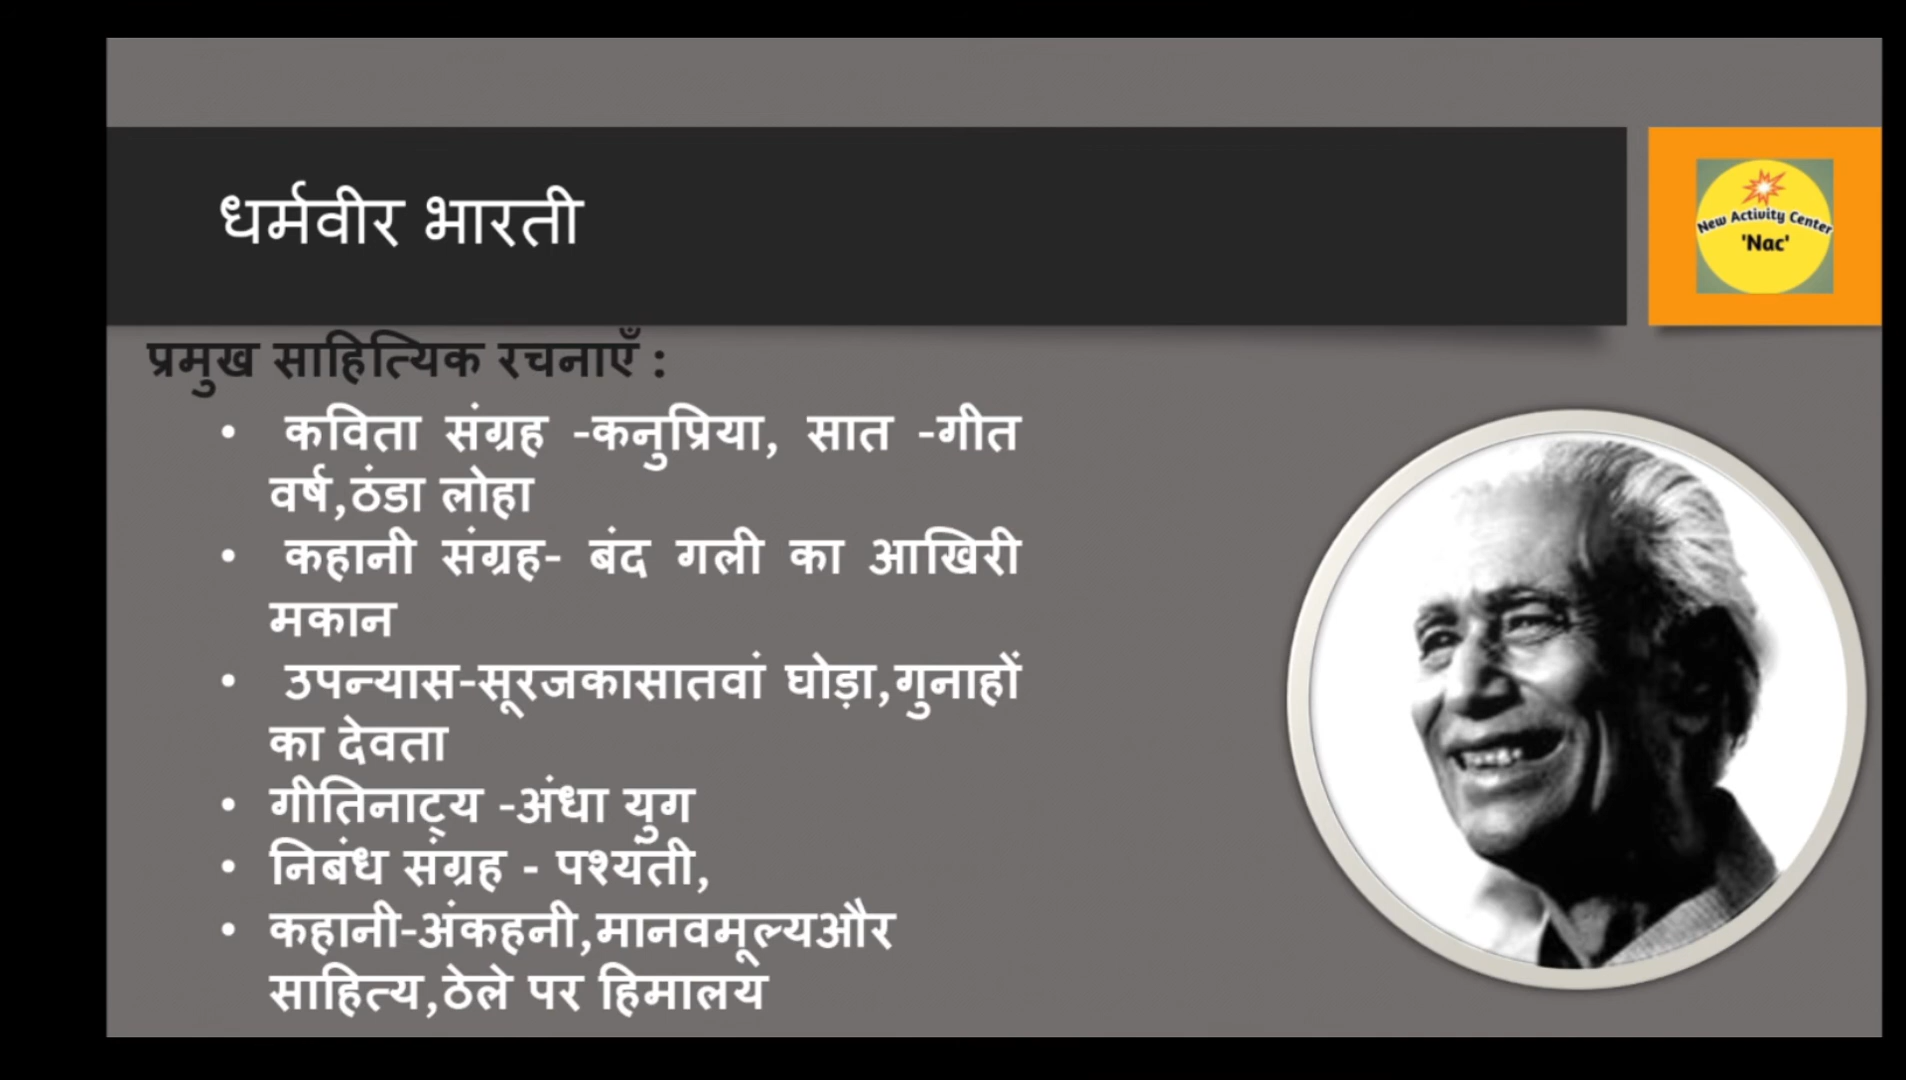 धर्मवीर भारती
New Activity Center
'Nac'
प्रमुख साहित्यिक रचनाएँ :
• कविता संग्रह -कनुप्रिया, सात -गीत
वर्ष,ठंडा लोहा
• कहानी संग्रह- बंद गली का आखिरी
मकान
• उपन्यास-सूरजकासातवां घोड़ा,गुनाहों
का देवता
• गीतिनाट्य -अंधा युग
• निबंध संग्रह - पश्यंती,
• कहानी-अंकहनी,मानवमूल्यऔर
साहित्य,ठेले पर हिमालय